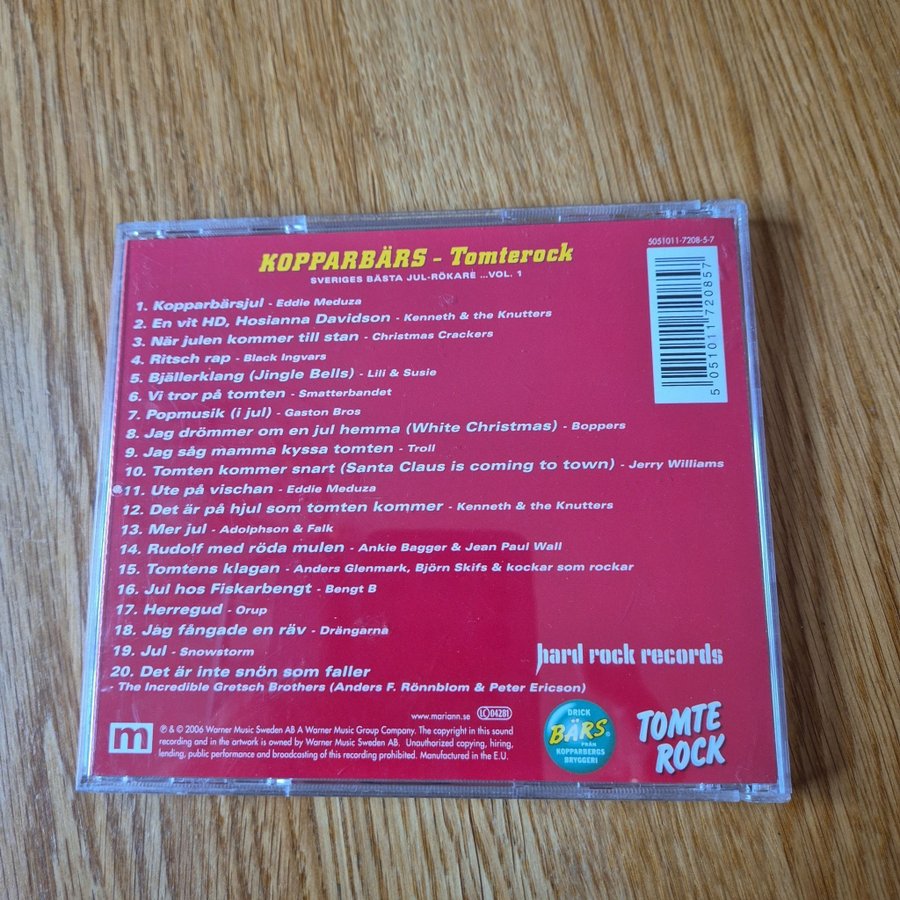 5051011-7208-5-7
KOPPARBÄRS - Tomterock
SVERIGES BÄSTA JUL-RÖKARE ...VOL. 1
1. Kopparbärsjul - Eddie Meduza
2. En vit HD, Hosianna Davidson - Kenneth & the Knutters
3. När julen kommer till stan - Christmas Crackers
4. Ritsch rap - Black Ingvars
5. Bjällerklang (Jingle Bells) - Lili & Susie
6. Vi tror på tomten - Smatterbandet
7. Popmusik (i jul) - Gaston Bros
8. Jag drömmer om en jul hemma (White Christmas) - Boppers
9. Jag såg mamma kyssa tomten - Troll
10. Tomten kommer snart (Santa Claus is coming to town) - Jerry Williams
11. Ute på vischan - Eddie Meduza
12. Det är på hjul som tomten kommer - Kenneth & the Knutters
13. Mer jul - Adolphson & Falk
14. Rudolf med röda mulen - Ankie Bagger & Jean Paul Wall
15. Tomtens klagan - Anders Glenmark, Björn Skifs & kockar som rockar
16. Jul hos Fiskarbengt - Bengt B
17. Herregud - Orup
18. Jag fångade en räv - Drängarna
19. Jul - Snowstorm
20. Det är inte snön som faller
- The Incredible Gretsch Brothers (Anders F. Rönnblom & Peter Ericson)
5 051011 720857
hard rock records
www.mariann.se LC 04281
m
℗ & © 2006 Warner Music Sweden AB A Warner Music Group Company. The copyright in this sound
recording and in the artwork is owned by Warner Music Sweden AB. Unauthorized copying, hiring,
lending, public performance and broadcasting of this recording prohibited. Manufactured in the E.U.
DRICK
BÄRS®
FRÅN
KOPPARBERGS
BRYGGERI
TOMTE
ROCK